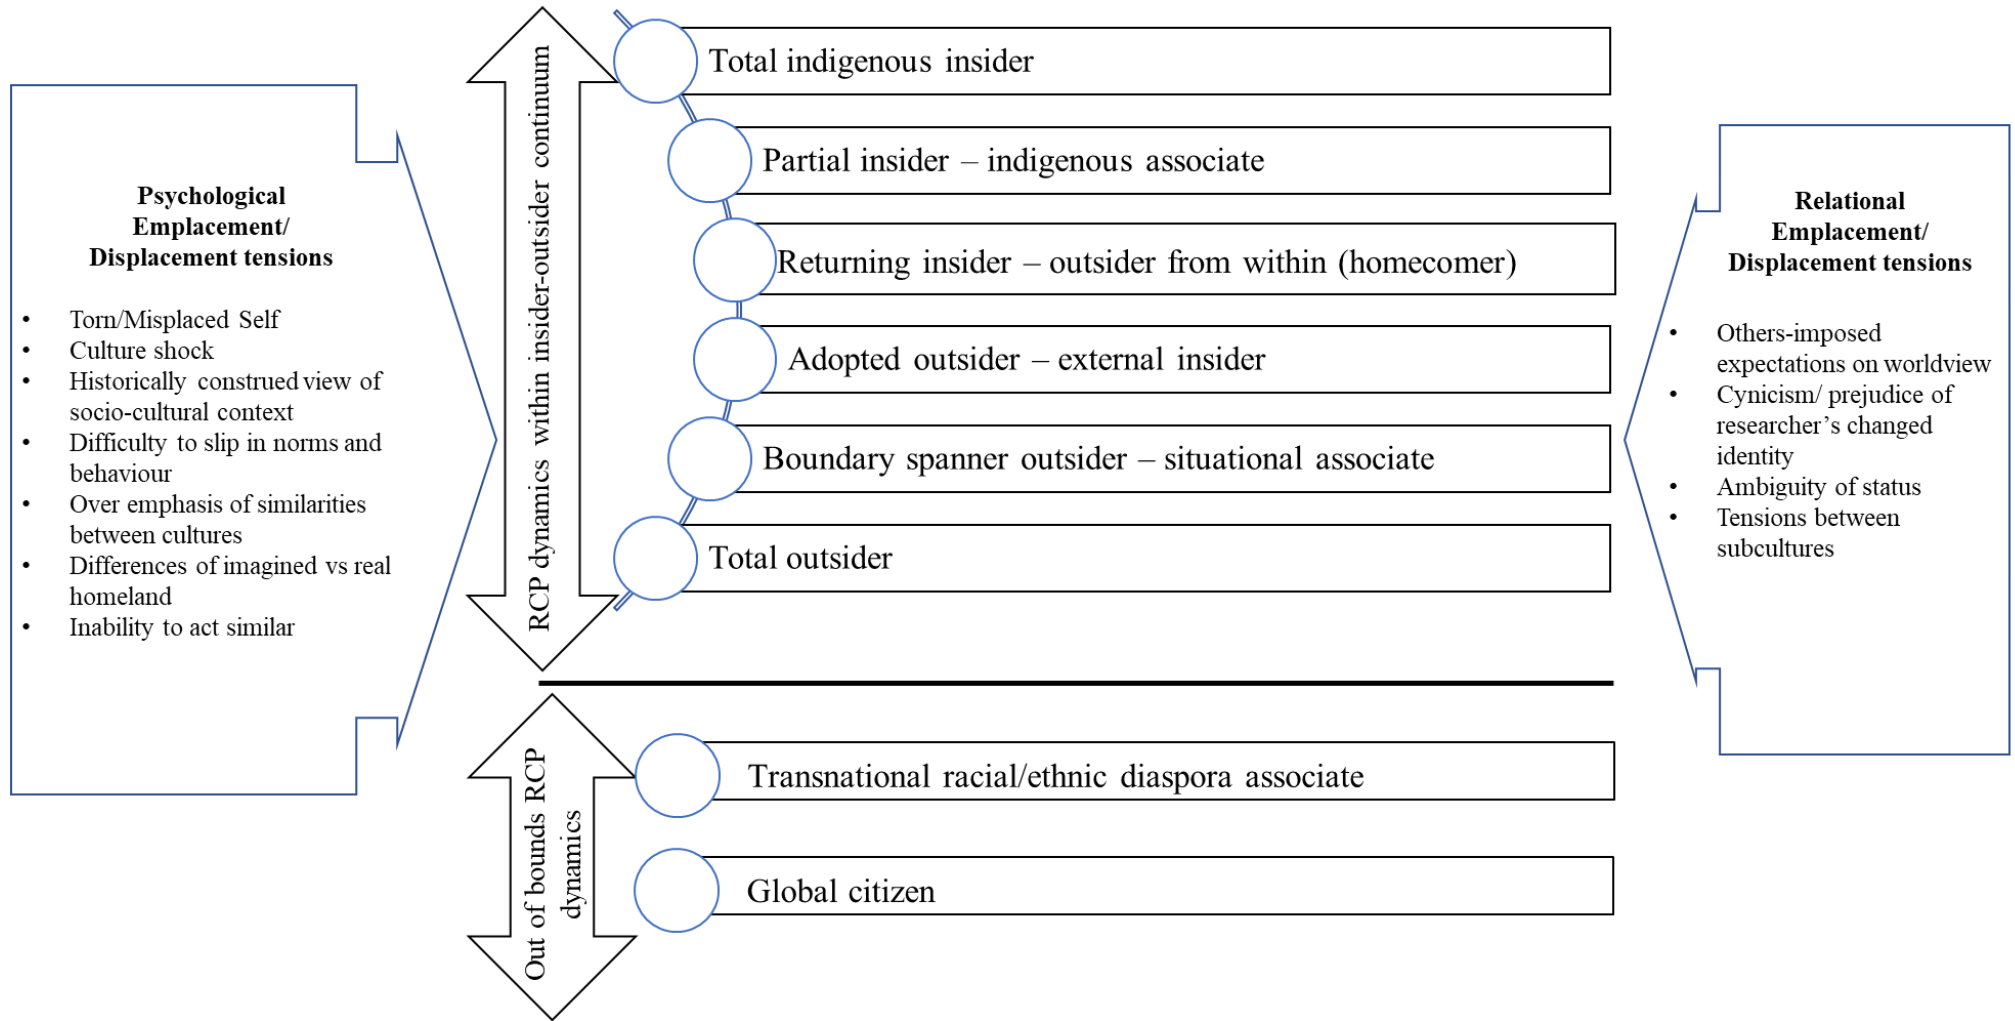 Psychological
Emplacement/
Displacement tensions
• Torn/Misplaced Self
• Culture shock
• Historically construed view of
socio-cultural context
• Difficulty to slip in norms and
behaviour
• Over emphasis of similarities
between cultures
• Differences of imagined vs real
homeland
• Inability to act similar
RCP dynamics within insider-outsider continuum
Total indigenous insider
Partial insider – indigenous associate
Returning insider – outsider from within (homecomer)
Adopted outsider – external insider
Boundary spanner outsider – situational associate
Total outsider
Out of bounds RCP
dynamics
Transnational racial/ethnic diaspora associate
Global citizen
Relational
Emplacement/
Displacement tensions
• Others-imposed
expectations on worldview
• Cynicism/ prejudice of
researcher’s changed
identity
• Ambiguity of status
• Tensions between
subcultures